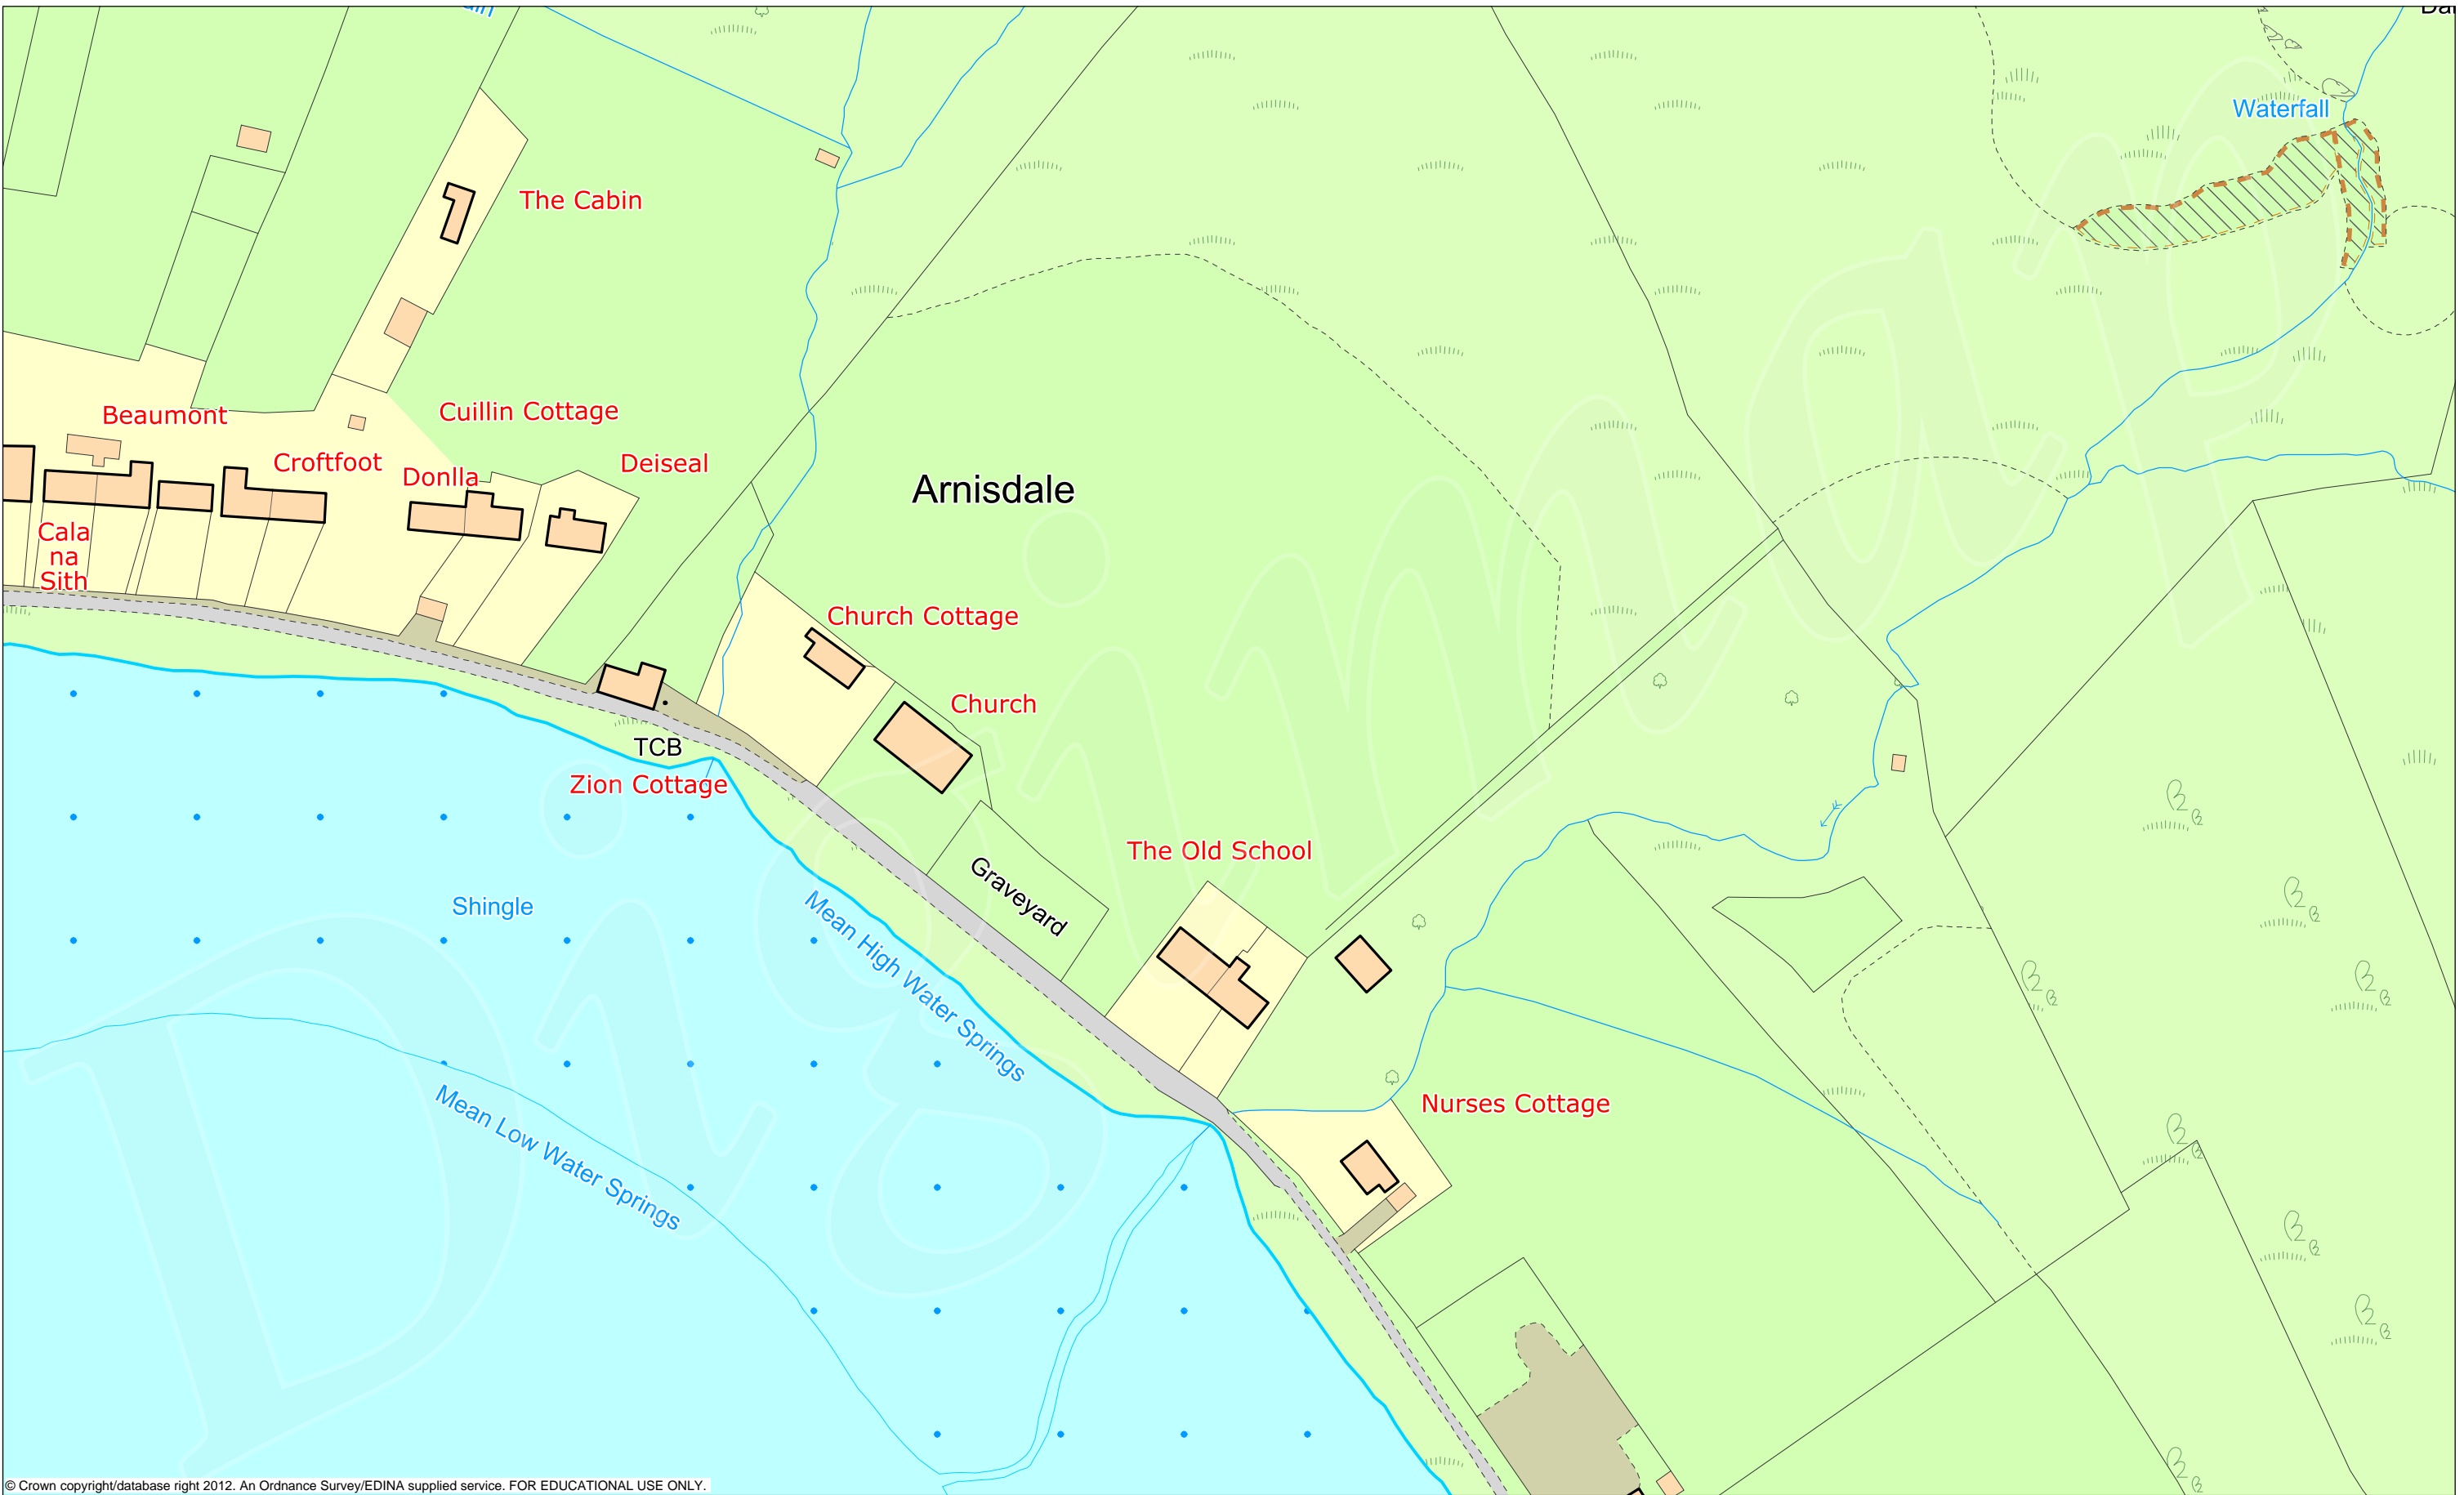 Waterfall
The Cabin
Beaumont
Cuillin Cottage
Croftfoot
Donlla
Deiseal
Arnisdale
Cala
na
Sith
Church Cottage
Church
TCB
Zion Cottage
The Old School
Graveyard
Shingle
Mean High Water Springs
Mean Low Water Springs
Nurses Cottage
Digimap
© Crown copyright/database right 2012. An Ordnance Survey/EDINA supplied service. FOR EDUCATIONAL USE ONLY.